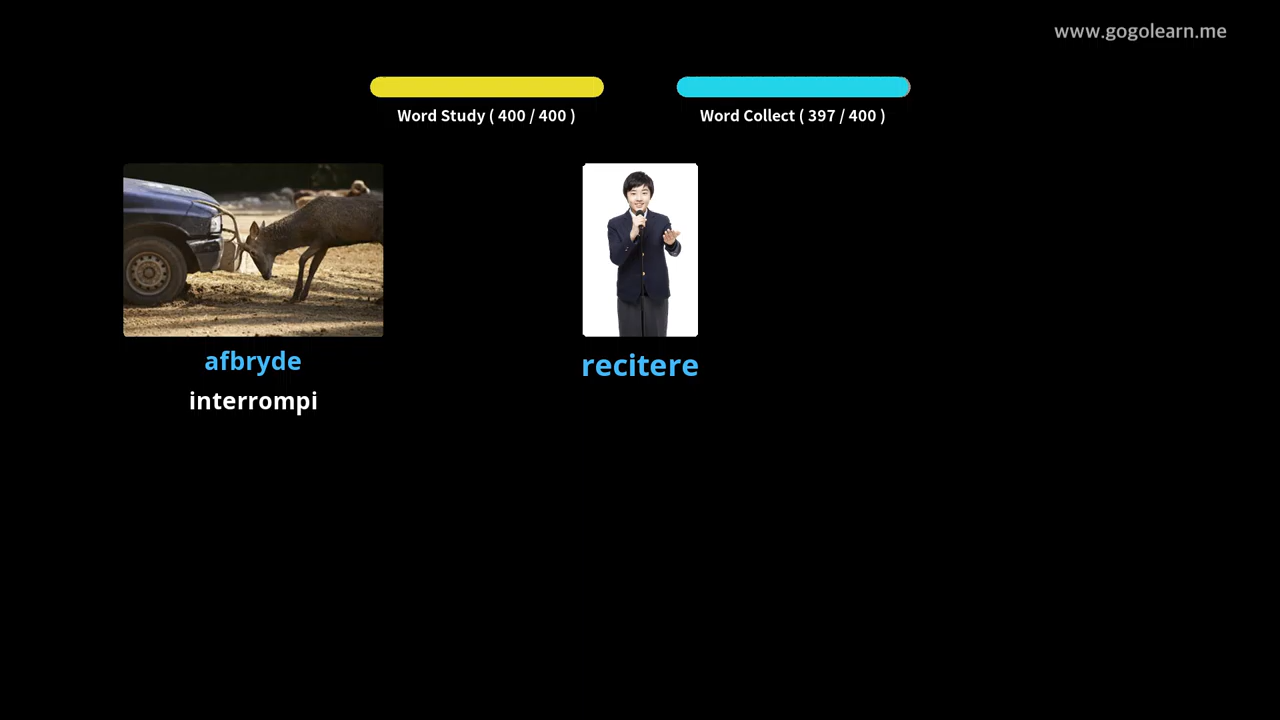 www.gogolearn.me
Word Study ( 400 / 400 )
Word Collect ( 397 / 400 )
afbryde
interrompi
recitere